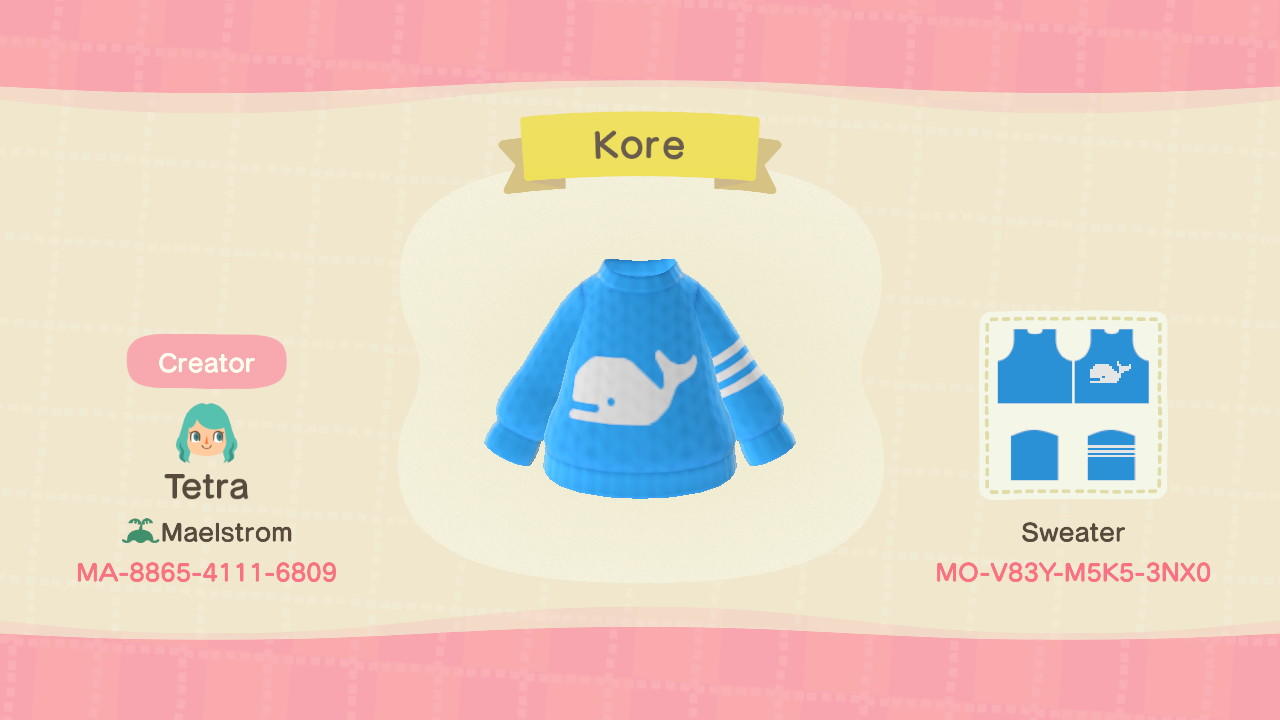 Kore
Creator
Tetra
Maelstrom
MA-8865-4111-6809
Sweater
MO-V83Y-M5K5-3NX0